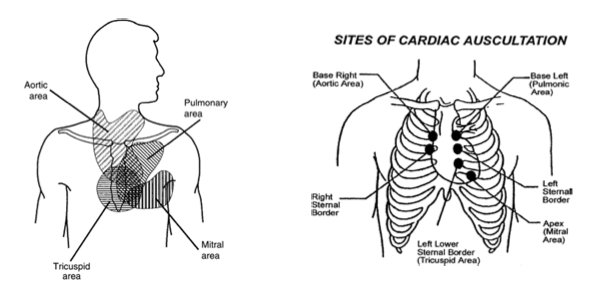 Aortic
area
Pulmonary
area
Mitral
area
Tricuspid
area
SITES OF CARDIAC AUSCULTATION
Base Right
(Aortic Area)
Base Left
(Pulmonic
Area)
Right
Sternal
Border
Left
Sternall
Border
Apex
(Mitral
Area)
Left Lower
Sternal Border
(Tricuspid Area)